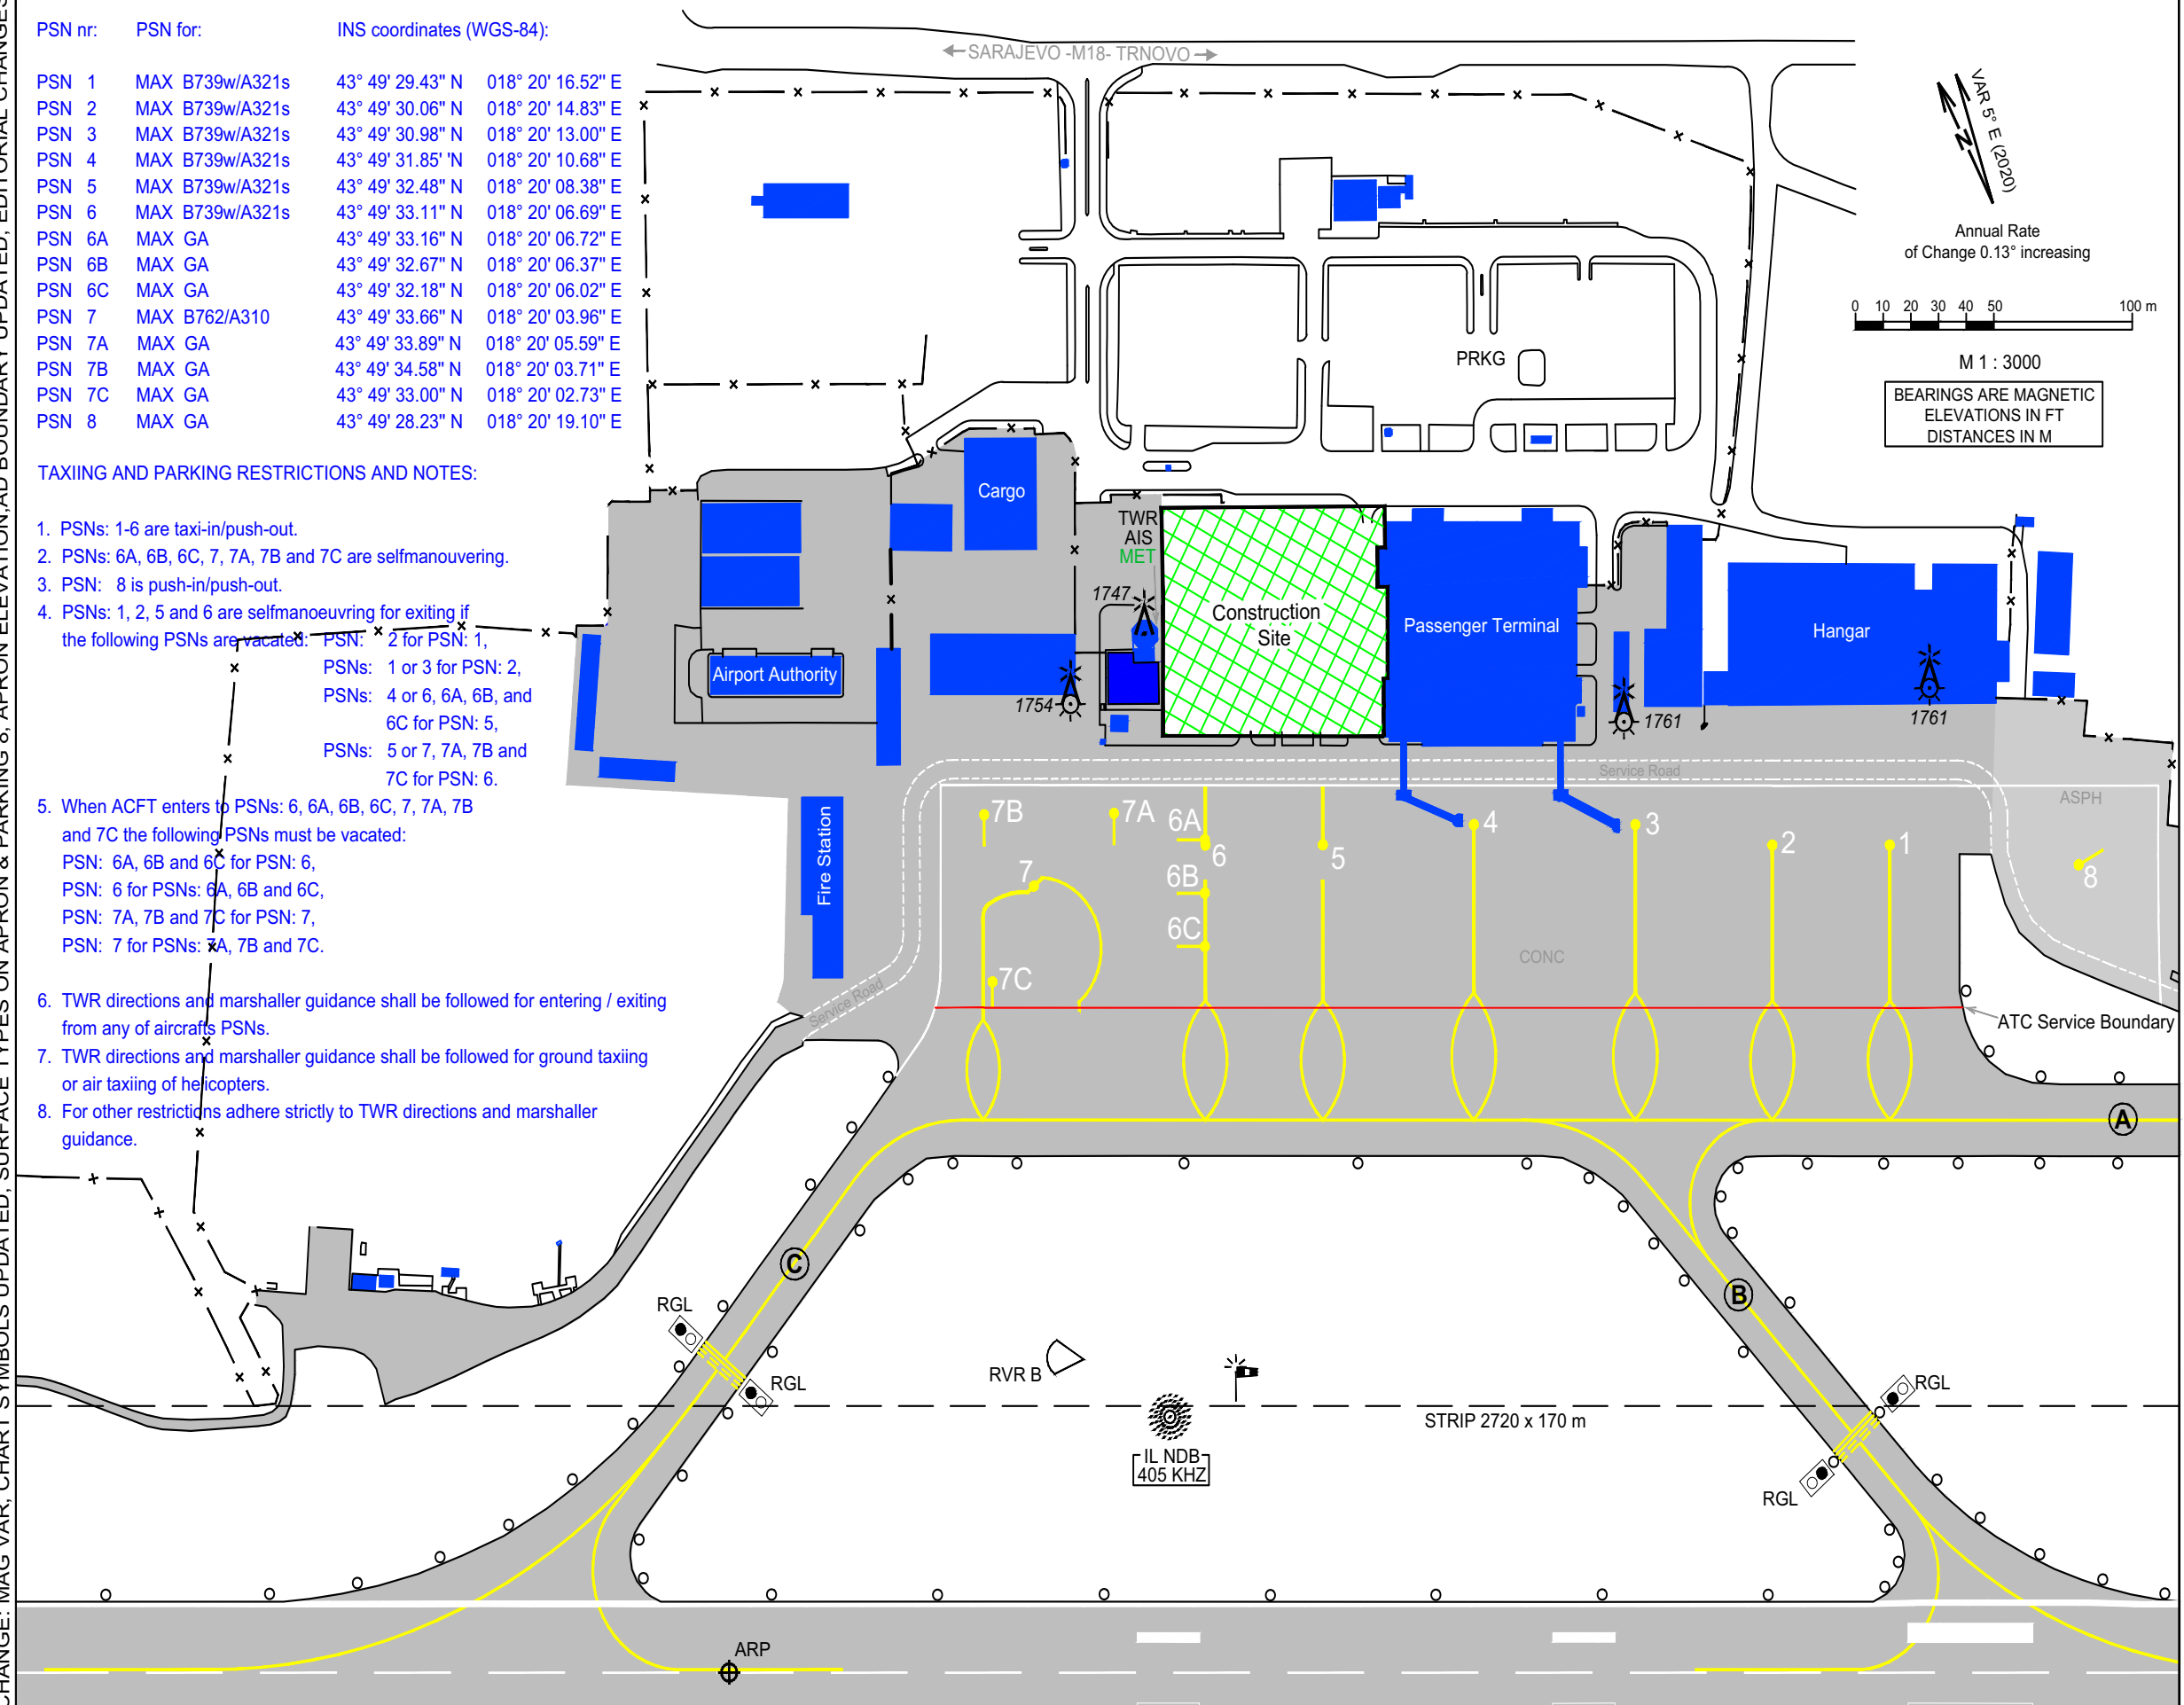 PSN nr: PSN for: INS coordinates (WGS-84):
PSN 1 MAX B739w/A321s 43° 49' 29.43" N 018° 20' 16.52" E
PSN 2 MAX B739w/A321s 43° 49' 30.06" N 018° 20' 14.83" E
PSN 3 MAX B739w/A321s 43° 49' 30.98" N 018° 20' 13.00" E
PSN 4 MAX B739w/A321s 43° 49' 31.85' 'N 018° 20' 10.68" E
PSN 5 MAX B739w/A321s 43° 49' 32.48" N 018° 20' 08.38" E
PSN 6 MAX B739w/A321s 43° 49' 33.11" N 018° 20' 06.69" E
PSN 6A MAX GA 43° 49' 33.16" N 018° 20' 06.72" E
PSN 6B MAX GA 43° 49' 32.67" N 018° 20' 06.37" E
PSN 6C MAX GA 43° 49' 32.18" N 018° 20' 06.02" E
PSN 7 MAX B762/A310 43° 49' 33.66" N 018° 20' 03.96" E
PSN 7A MAX GA 43° 49' 33.89" N 018° 20' 05.59" E
PSN 7B MAX GA 43° 49' 34.58" N 018° 20' 03.71" E
PSN 7C MAX GA 43° 49' 33.00" N 018° 20' 02.73" E
PSN 8 MAX GA 43° 49' 28.23" N 018° 20' 19.10" E
TAXIING AND PARKING RESTRICTIONS AND NOTES:
1. PSNs: 1-6 are taxi-in/push-out.
2. PSNs: 6A, 6B, 6C, 7, 7A, 7B and 7C are selfmanouvering.
3. PSN: 8 is push-in/push-out.
4. PSNs: 1, 2, 5 and 6 are selfmanoeuvring for exiting if
the following PSNs are vacated: PSN: 2 for PSN: 1,
PSNs: 1 or 3 for PSN: 2,
PSNs: 4 or 6, 6A, 6B, and
6C for PSN: 5,
PSNs: 5 or 7, 7A, 7B and
7C for PSN: 6.
5. When ACFT enters to PSNs: 6, 6A, 6B, 6C, 7, 7A, 7B
and 7C the following PSNs must be vacated:
PSN: 6A, 6B and 6C for PSN: 6,
PSN: 6 for PSNs: 6A, 6B and 6C,
PSN: 7A, 7B and 7C for PSN: 7,
PSN: 7 for PSNs: 7A, 7B and 7C.
6. TWR directions and marshaller guidance shall be followed for entering / exiting
from any of aircrafts PSNs.
7. TWR directions and marshaller guidance shall be followed for ground taxiing
or air taxiing of helicopters.
8. For other restrictions adhere strictly to TWR directions and marshaller
guidance.
CHANGE: MAG VAR, CHART SYMBOLS UPDATED, SURFACE TYPES ON APRON & PARKING 8, APRON ELEVATION,AD BOUNDARY UPDATED, EDITORIAL CHANGES
SARAJEVO -M18- TRNOVO
VAR 5° E (2020)
N
Annual Rate
of Change 0.13° increasing
0 10 20 30 40 50 100 m
M 1 : 3000
BEARINGS ARE MAGNETIC
ELEVATIONS IN FT
DISTANCES IN M
PRKG
Cargo
TWR
AIS
MET
1747
Construction
Site
Passenger Terminal
Hangar
Airport Authority
1754
1761
1761
Service Road
ASPH
Fire Station
7B
7A
6A
6
5
4
3
2
1
8
7
6B
6C
7C
CONC
Service Road
ATC Service Boundary
A
C
B
RGL
RGL
RGL
RGL
RVR B
STRIP 2720 x 170 m
IL NDB
405 KHZ
ARP